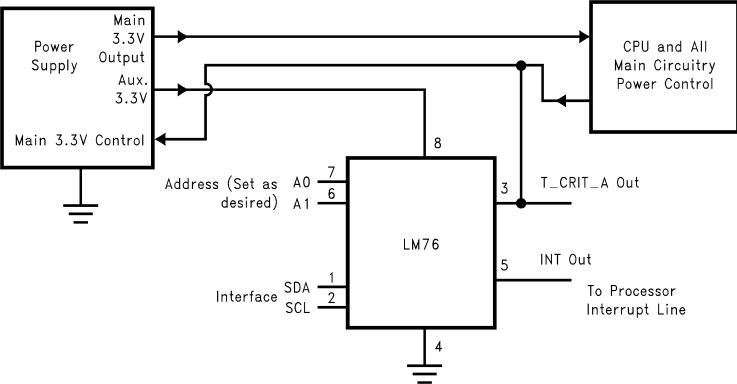 Power
Supply
Main
3.3V
Output
Aux.
3.3V
Main 3.3V Control
CPU and All
Main Circuitry
Power Control
8
Address (Set as
desired)
A0
7
A1
6
3
T_CRIT_A Out
LM76
5
INT Out
To Processor
Interrupt Line
Interface
SDA
1
SCL
2
4